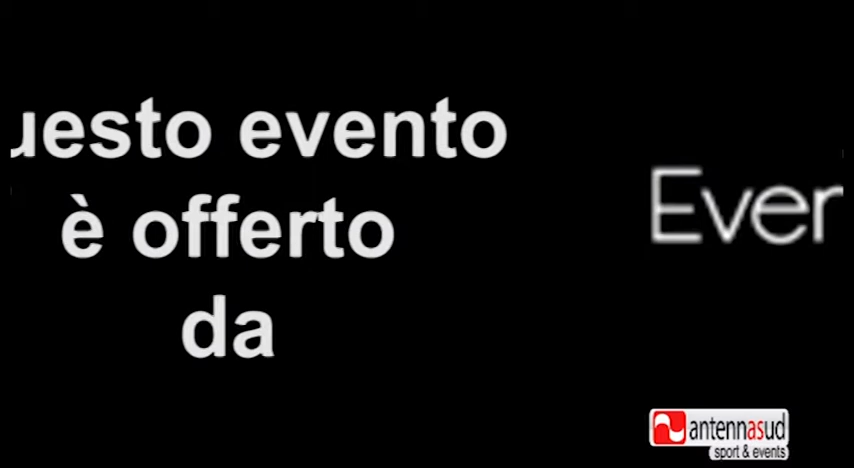 uesto evento
è offerto
da
Ever
antennasud
sport & events